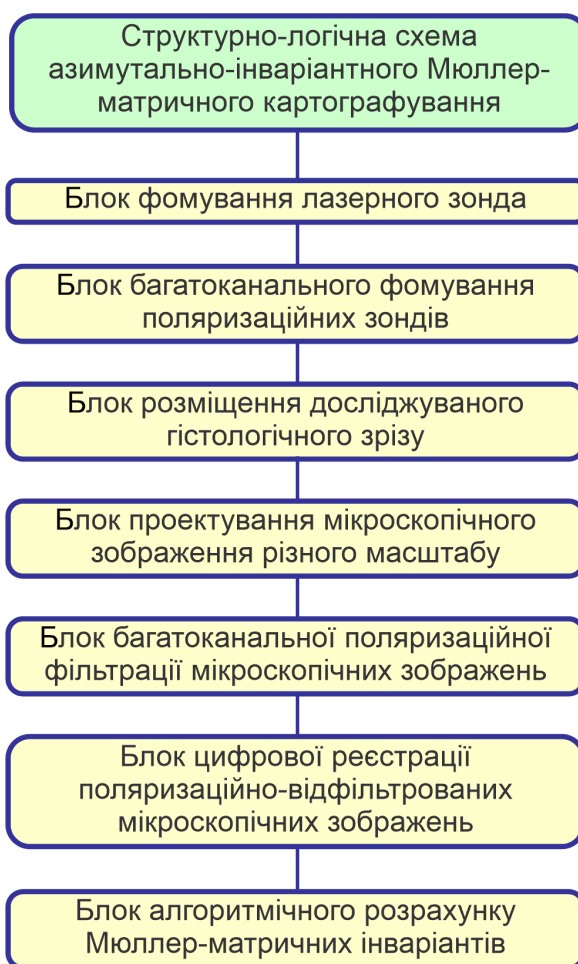 Структурно-логічна схема
азимутально-інваріантного Мюллер-
матричного картографування
Блок фомування лазерного зонда
Блок багатоканального фомування
поляризаційних зондів
Блок розміщення досліджуваного
гістологічного зрізу
Блок проектування мікроскопічного
зображення різного масштабу
Блок багатоканальної поляризаційної
фільтрації мікроскопічних зображень
Блок цифрової реєстрації
поляризаційно-відфільтрованих
мікроскопічних зображень
Блок алгоритмічного розрахунку
Мюллер-матричних інваріантів